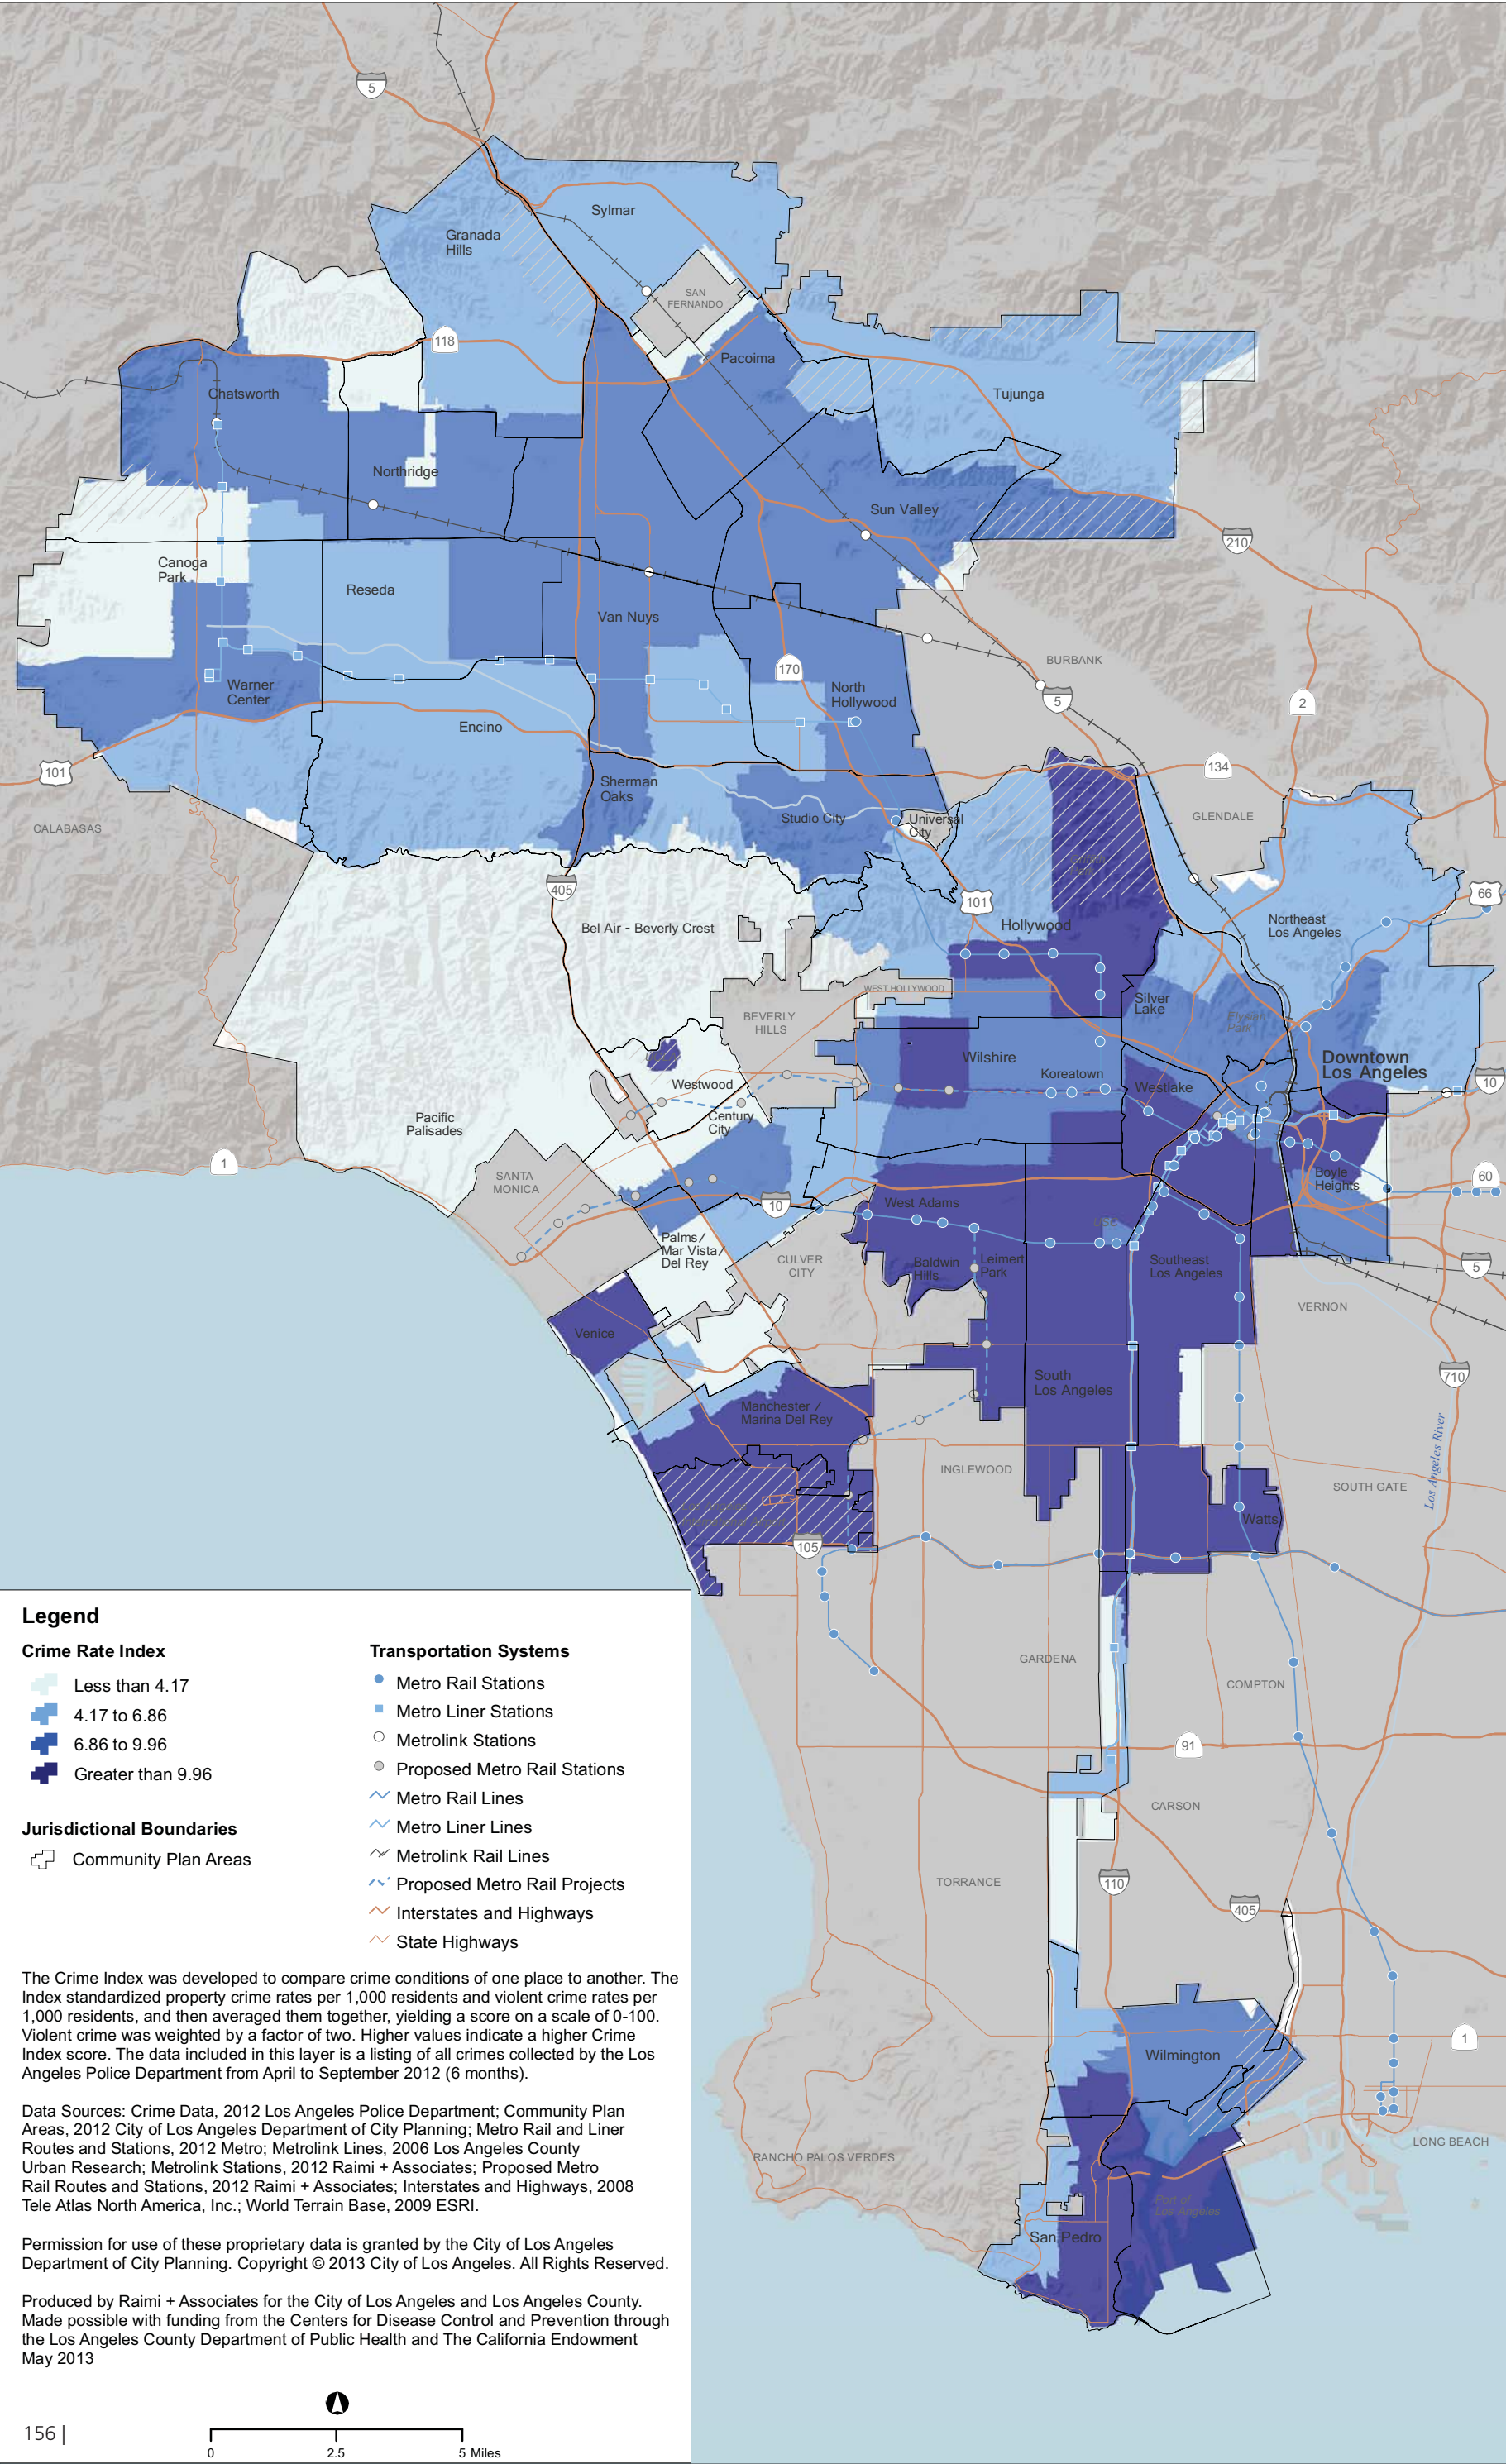 5
Sylmar
Granada
Hills
SAN
FERNANDO
118
Pacoima
Chatsworth
Tujunga
Northridge
Sun Valley
210
Canoga
Park
Reseda
Van Nuys
BURBANK
170
North
Hollywood
5
2
Warner
Center
Encino
101
134
Sherman
Oaks
GLENDALE
Studio City
Universal
City
CALABASAS
405
66
101
Bel Air - Beverly Crest
Hollywood
Northeast
Los Angeles
WEST HOLLYWOOD
Silver
Lake
BEVERLY
HILLS
Elysian
Park
Wilshire
Downtown
Los Angeles
Koreatown
10
Westwood
Westlake
Century
City
Pacific
Palisades
1
SANTA
MONICA
Boyle
Heights
60
10
West Adams
USC
Palms/
Mar Vista/
Del Rey
CULVER
CITY
Baldwin
Hills
Leimert
Park
Southeast
Los Angeles
5
VERNON
Venice
South
Los Angeles
710
Manchester /
Marina Del Rey
Los Angeles River
INGLEWOOD
SOUTH GATE
Watts
105
GARDENA
COMPTON
91
CARSON
TORRANCE
110
405
Wilmington
1
LONG BEACH
RANCHO PALOS VERDES
Port of
Los Angeles
San Pedro
Legend
Crime Rate Index
Less than 4.17
4.17 to 6.86
6.86 to 9.96
Greater than 9.96
Jurisdictional Boundaries
Community Plan Areas
Transportation Systems
Metro Rail Stations
Metro Liner Stations
Metrolink Stations
Proposed Metro Rail Stations
Metro Rail Lines
Metro Liner Lines
Metrolink Rail Lines
Proposed Metro Rail Projects
Interstates and Highways
State Highways
The Crime Index was developed to compare crime conditions of one place to another. The
Index standardized property crime rates per 1,000 residents and violent crime rates per
1,000 residents, and then averaged them together, yielding a score on a scale of 0-100.
Violent crime was weighted by a factor of two. Higher values indicate a higher Crime
Index score. The data included in this layer is a listing of all crimes collected by the Los
Angeles Police Department from April to September 2012 (6 months).
Data Sources: Crime Data, 2012 Los Angeles Police Department; Community Plan
Areas, 2012 City of Los Angeles Department of City Planning; Metro Rail and Liner
Routes and Stations, 2012 Metro; Metrolink Lines, 2006 Los Angeles County
Urban Research; Metrolink Stations, 2012 Raimi + Associates; Proposed Metro
Rail Routes and Stations, 2012 Raimi + Associates; Interstates and Highways, 2008
Tele Atlas North America, Inc.; World Terrain Base, 2009 ESRI.
Permission for use of these proprietary data is granted by the City of Los Angeles
Department of City Planning. Copyright © 2013 City of Los Angeles. All Rights Reserved.
Produced by Raimi + Associates for the City of Los Angeles and Los Angeles County.
Made possible with funding from the Centers for Disease Control and Prevention through
the Los Angeles County Department of Public Health and The California Endowment
May 2013
156 |
0 2.5 5 Miles